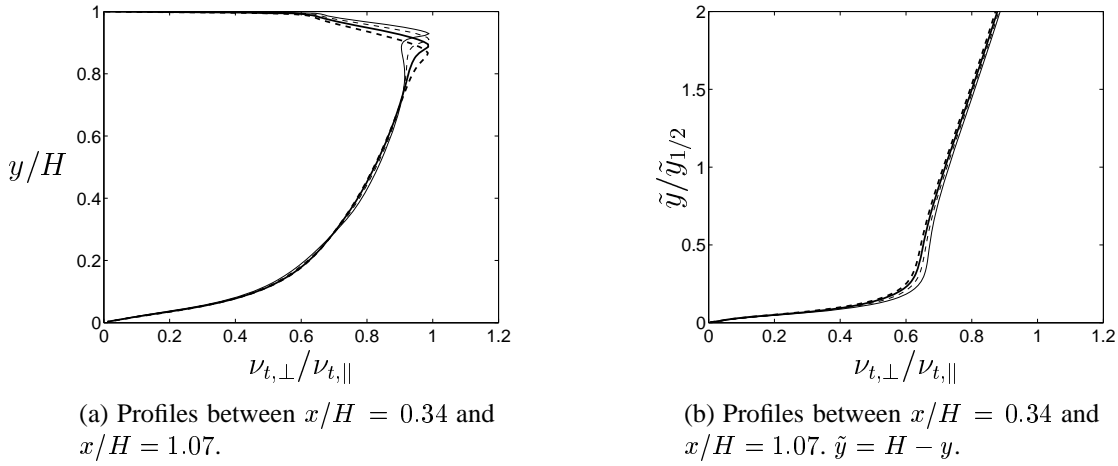 1
0.8
0.6
0.4
0.2
0
y/H
0 0.2 0.4 0.6 0.8 1 1.2
ν_{t,⊥}/ν_{t,||}
(a) Profiles between x/H = 0.34 and
x/H = 1.07.
2
1.5
1
0.5
0
ỹ/ỹ_{1/2}
0 0.2 0.4 0.6 0.8 1 1.2
ν_{t,⊥}/ν_{t,||}
(b) Profiles between x/H = 0.34 and
x/H = 1.07. ỹ = H − y.